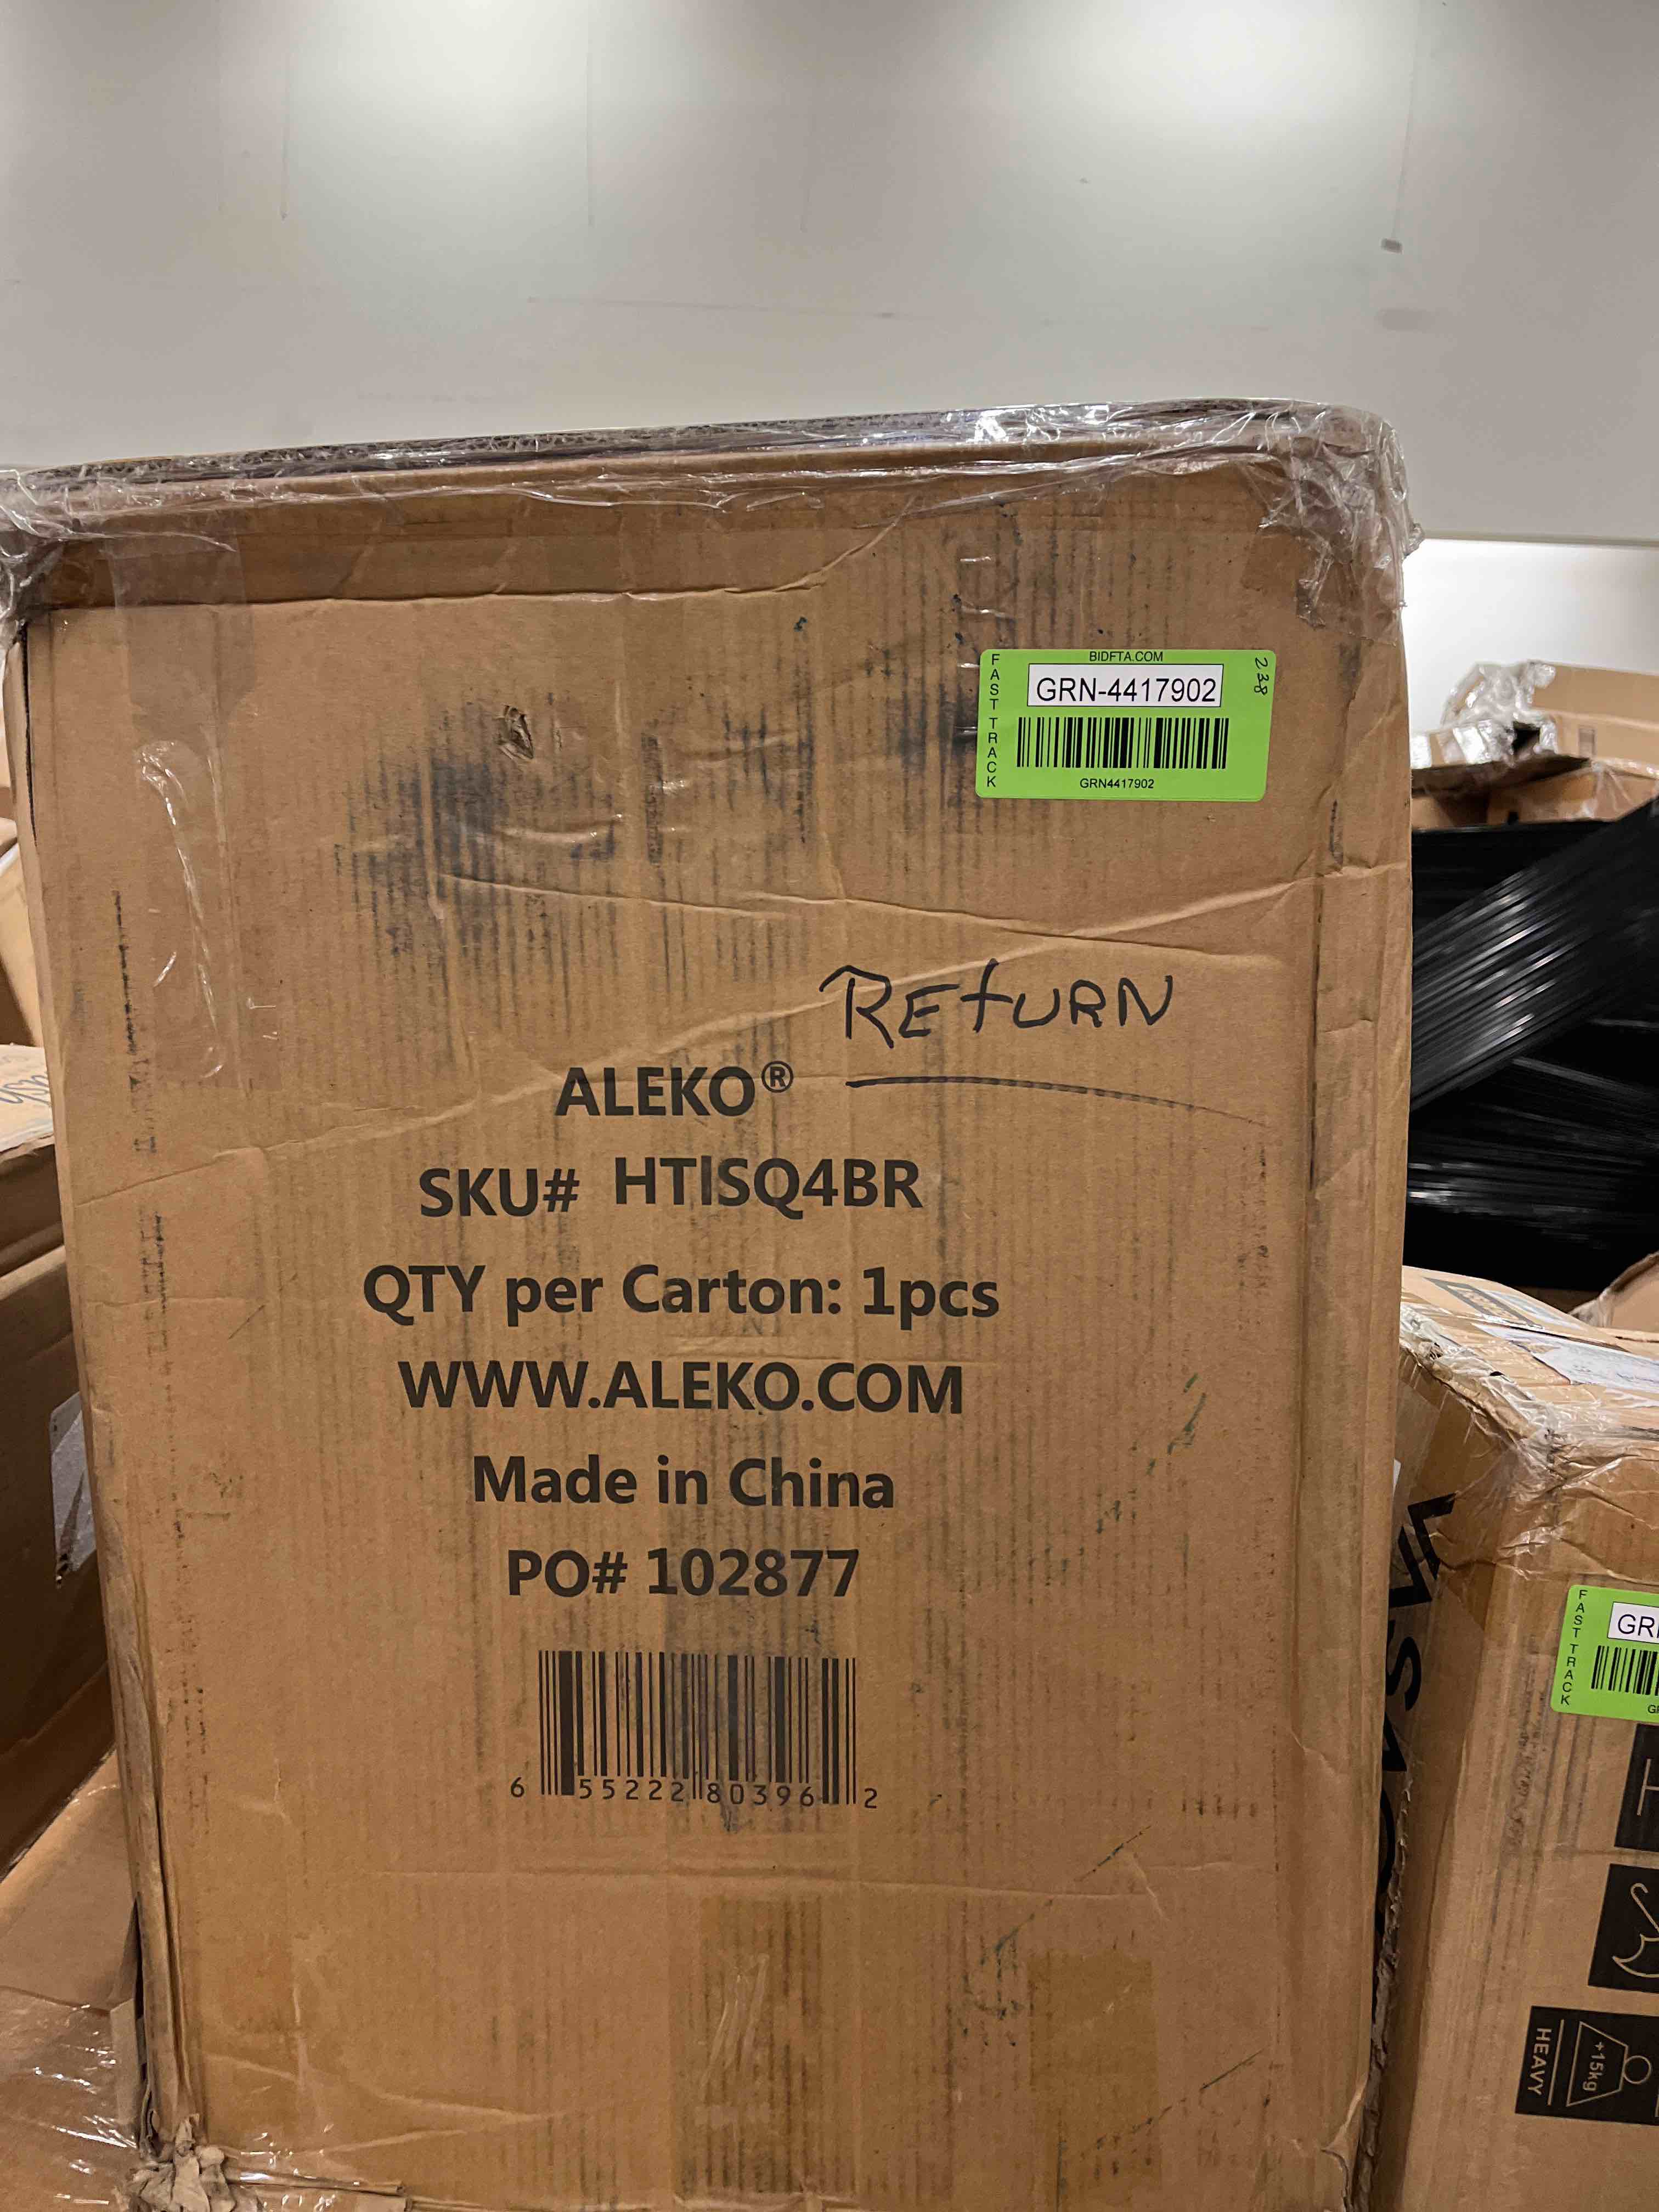 BIDFTA.COM
FAST TRACK
GRN-4417902
238
GRN4417902
RETURN
ALEKO®
SKU# HTISQ4BR
QTY per Carton: 1pcs
WWW.ALEKO.COM
Made in China
PO# 102877
6 55222 80396 2
FAST TRACK
+15kg
HEAVY